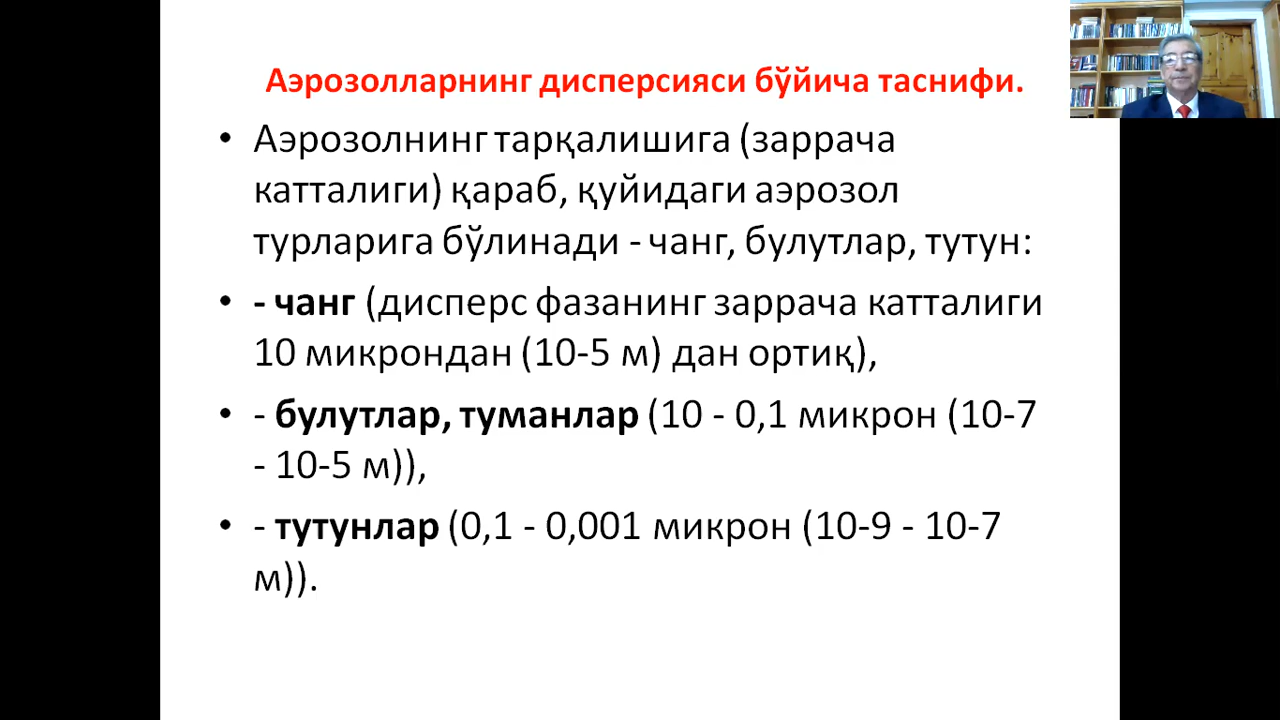 Аэрозолларнинг дисперсияси бўйича таснифи.
• Аэрозолнинг тарқалишига (заррача
катталиги) қараб, қуйидаги аэрозол
турларига бўлинади - чанг, булутлар, тутун:
• - чанг (дисперс фазанинг заррача катталиги
10 микрондан (10-5 м) дан ортиқ),
• - булутлар, туманлар (10 - 0,1 микрон (10-7
- 10-5 м)),
• - тутунлар (0,1 - 0,001 микрон (10-9 - 10-7
м)).